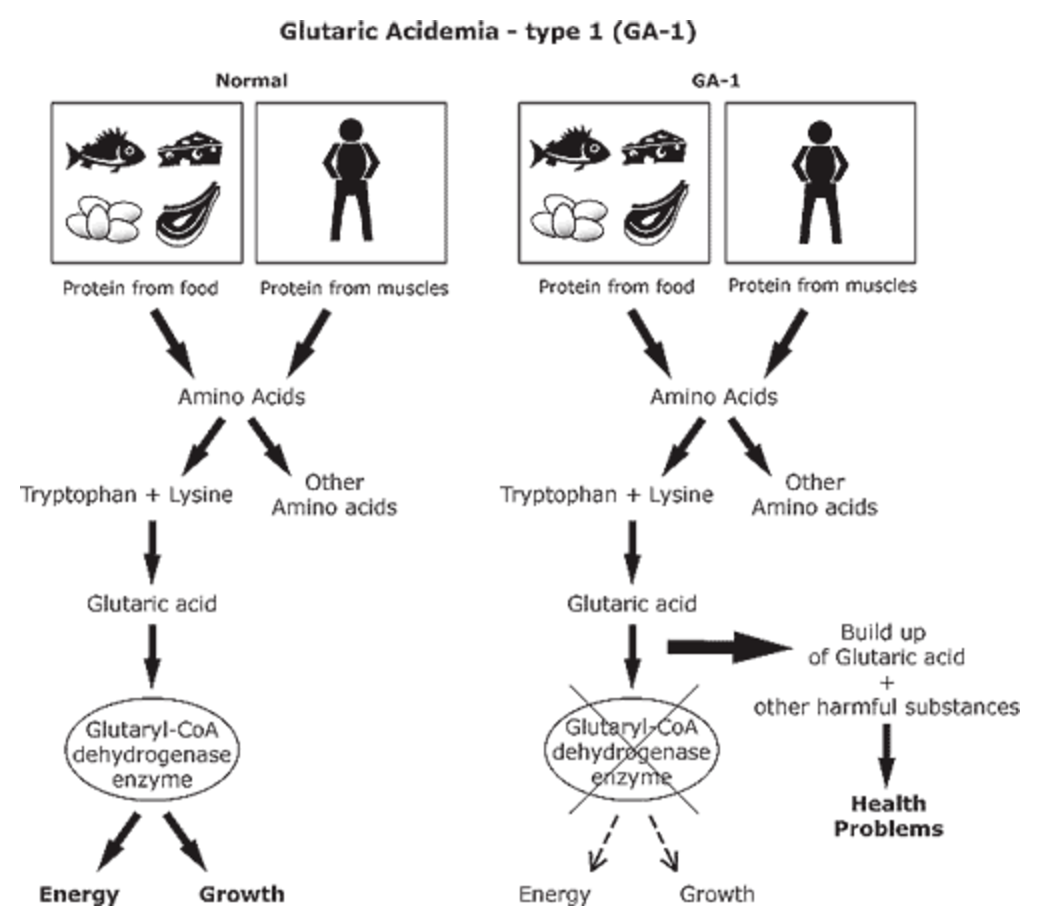 Glutaric Acidemia - type 1 (GA-1)
Normal
Protein from food
Protein from muscles
Amino Acids
Tryptophan + Lysine
Other
Amino acids
Glutaric acid
Glutaryl-CoA
dehydrogenase
enzyme
Energy
Growth
GA-1
Protein from food
Protein from muscles
Amino Acids
Tryptophan + Lysine
Other
Amino acids
Glutaric acid
Build up
of Glutaric acid
+
other harmful substances
Glutaryl-CoA
dehydrogenase
enzyme
Health
Problems
Energy
Growth